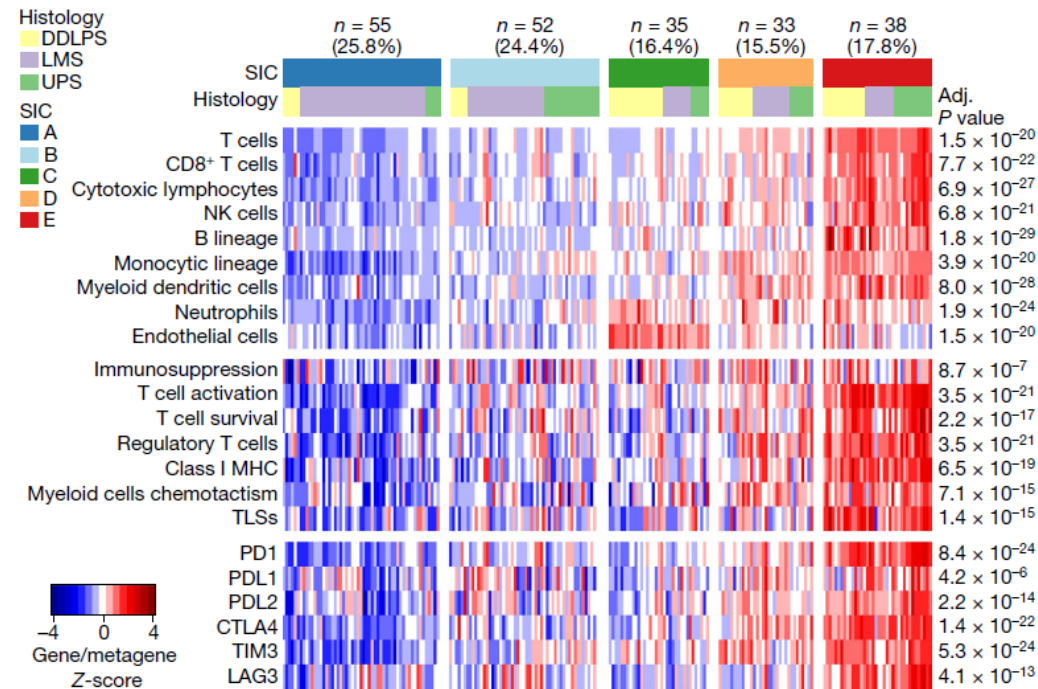 Histology
DDLPS
LMS
UPS
SIC
A
B
C
D
E
n = 55
(25.8%)
n = 52
(24.4%)
n = 35
(16.4%)
n = 33
(15.5%)
n = 38
(17.8%)
SIC
Histology
Adj.
P value
T cells 1.5 × 10⁻²⁰
CD8⁺ T cells 7.7 × 10⁻²²
Cytotoxic lymphocytes 6.9 × 10⁻²⁷
NK cells 6.8 × 10⁻²¹
B lineage 1.8 × 10⁻²⁹
Monocytic lineage 3.9 × 10⁻²⁰
Myeloid dendritic cells 8.0 × 10⁻²⁸
Neutrophils 1.9 × 10⁻²⁴
Endothelial cells 1.5 × 10⁻²⁰
Immunosuppression 8.7 × 10⁻⁷
T cell activation 3.5 × 10⁻²¹
T cell survival 2.2 × 10⁻¹⁷
Regulatory T cells 3.5 × 10⁻²¹
Class I MHC 6.5 × 10⁻¹⁹
Myeloid cells chemotactism 7.1 × 10⁻¹⁵
TLSs 1.4 × 10⁻¹⁵
PD1 8.4 × 10⁻²⁴
PDL1 4.2 × 10⁻⁶
PDL2 2.2 × 10⁻¹⁴
CTLA4 1.4 × 10⁻²²
TIM3 5.3 × 10⁻²⁴
LAG3 4.1 × 10⁻¹³
−4 0 4
Gene/metagene
Z-score